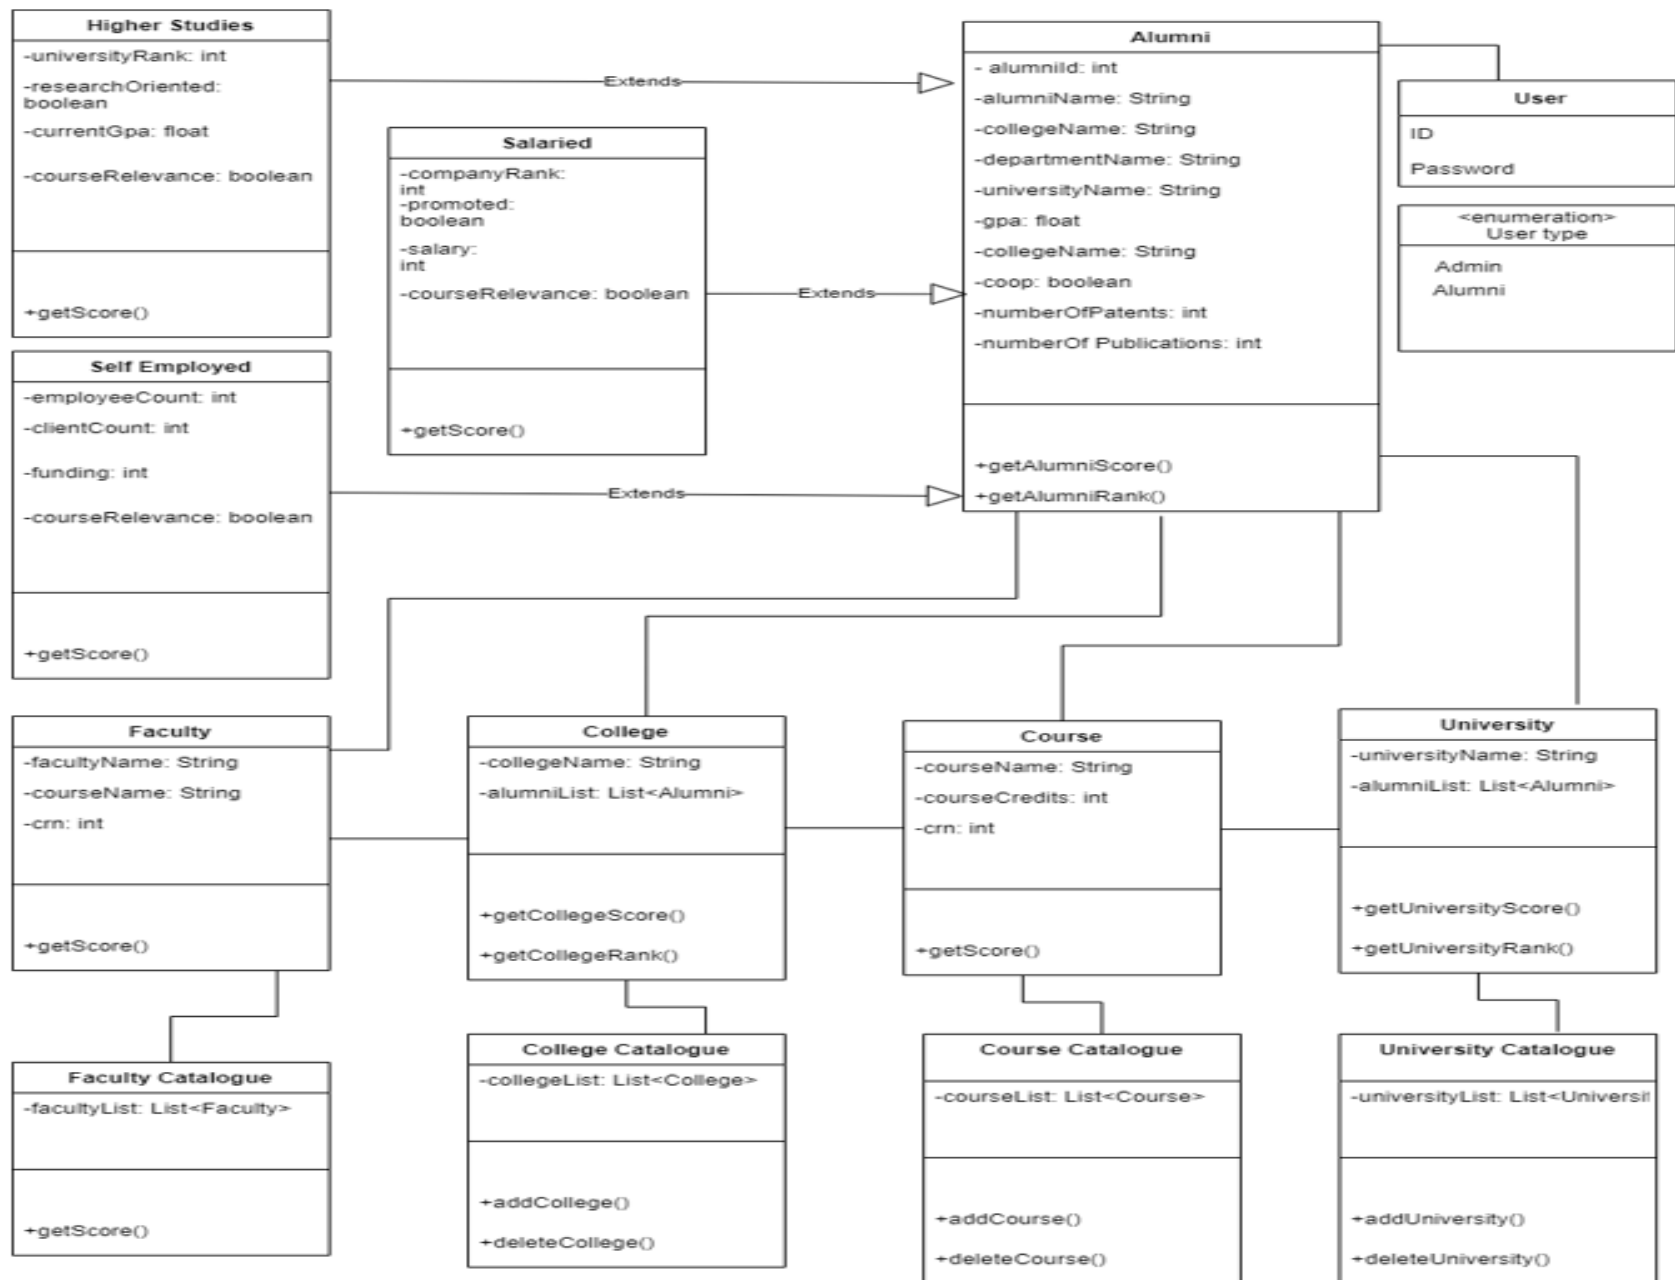 Higher Studies
-universityRank: int
-researchOriented:
boolean
-currentGpa: float
-courseRelevance: boolean
+getScore()
Extends
Salaried
-companyRank:
int
-promoted:
boolean
-salary:
int
-courseRelevance: boolean
+getScore()
Extends
Self Employed
-employeeCount: int
-clientCount: int
-funding: int
-courseRelevance: boolean
+getScore()
Extends
Alumni
- alumniId: int
-alumniName: String
-collegeName: String
-departmentName: String
-universityName: String
-gpa: float
-collegeName: String
-coop: boolean
-numberOfPatents: int
-numberOf Publications: int
+getAlumniScore()
+getAlumniRank()
User
ID
Password
<enumeration>
User type
Admin
Alumni
Faculty
-facultyName: String
-courseName: String
-crn: int
+getScore()
College
-collegeName: String
-alumniList: List<Alumni>
+getCollegeScore()
+getCollegeRank()
Course
-courseName: String
-courseCredits: int
-crn: int
+getScore()
University
-universityName: String
-alumniList: List<Alumni>
+getUniversityScore()
+getUniversityRank()
Faculty Catalogue
-facultyList: List<Faculty>
+getScore()
College Catalogue
-collegeList: List<College>
+addCollege()
+deleteCollege()
Course Catalogue
-courseList: List<Course>
+addCourse()
+deleteCourse()
University Catalogue
-universityList: List<Universit
+addUniversity()
+deleteUniversity()